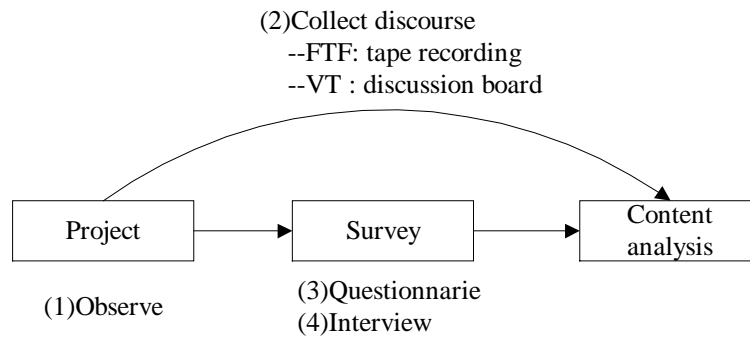 (2)Collect discourse
--FTF: tape recording
--VT : discussion board
Project
Survey
Content
analysis
(1)Observe
(3)Questionnarie
(4)Interview